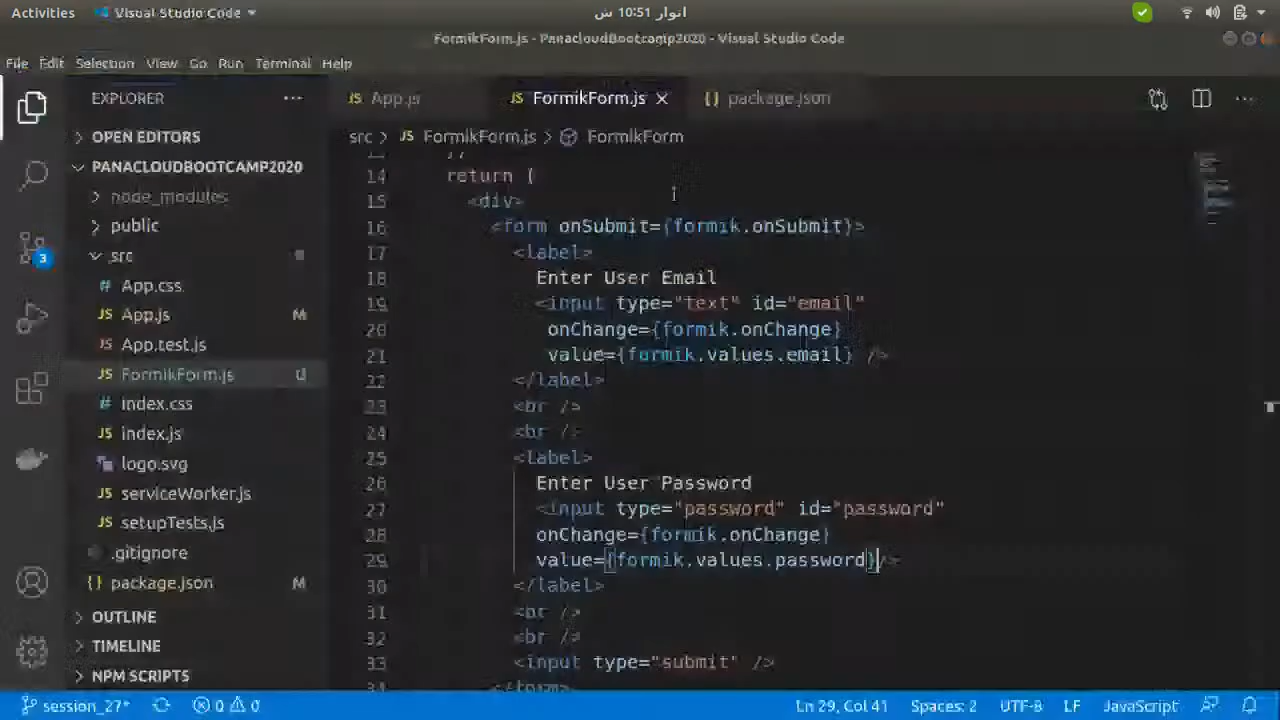 Activities
Visual Studio Code
انوار 10:51 ش
FormikForm.js - PanacloudBootcamp2020 - Visual Studio Code
File Edit Selection View Go Run Terminal Help
EXPLORER
App.js
FormikForm.js
package.json
OPEN EDITORS
src > JS FormikForm.js > FormikForm
PANACLOUDBOOTCAMP2020
node_modules
public
src
# App.css
JS App.js M
JS App.test.js
JS FormikForm.js U
# index.css
JS index.js
logo.svg
JS serviceWorker.js
JS setupTests.js
.gitignore
{} package.json M
OUTLINE
TIMELINE
NPM SCRIPTS
3
14 return (
15 <div>
16 <form onSubmit={formik.onSubmit}>
17 <label>
18 Enter User Email
19 <input type="text" id="email"
20 onChange={formik.onChange}
21 value={formik.values.email} />
22 </label>
23 <br />
24 <br />
25 <label>
26 Enter User Password
27 <input type="password" id="password"
28 onChange={formik.onChange}
29 value={formik.values.password}/>
30 </label>
31 <br />
32 <br />
33 <input type="submit" />
34 </form>
session_27* 0 0 Ln 29, Col 41 Spaces: 2 UTF-8 LF JavaScript